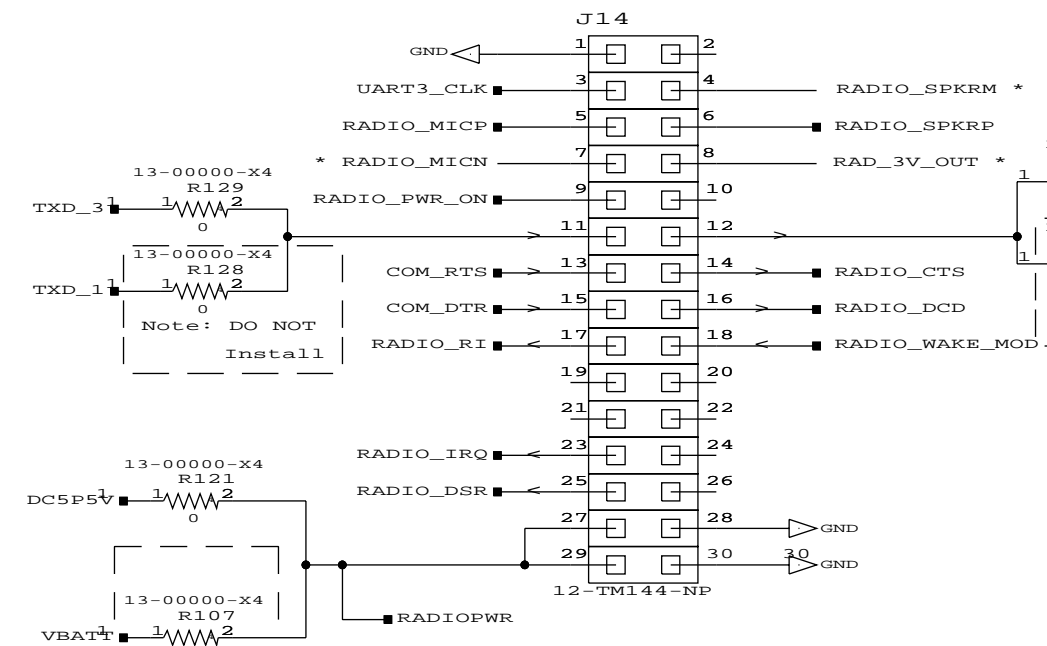 J14
GND 1 2
UART3_CLK 3 4 RADIO_SPKRM *
RADIO_MICP 5 6 RADIO_SPKRP
* RADIO_MICN 7 8 RAD_3V_OUT *
13-00000-X4
R129
RADIO_PWR_ON 9 10 1
TXD_3 1 1 2
0
11 12
13-00000-X4
R128
COM_RTS 13 14 RADIO_CTS 1
TXD_1 1 1 2
0
COM_DTR 15 16 RADIO_DCD
Note: DO NOT
Install
RADIO_RI 17 18 RADIO_WAKE_MOD
19 20
21 22
RADIO_IRQ 23 24
13-00000-X4
R121
RADIO_DSR 25 26
DC5P5V 1 1 2
0
27 28 GND
29 30 30 GND
12-TM144-NP
13-00000-X4
R107
RADIOPWR
VBATT 1 1 2